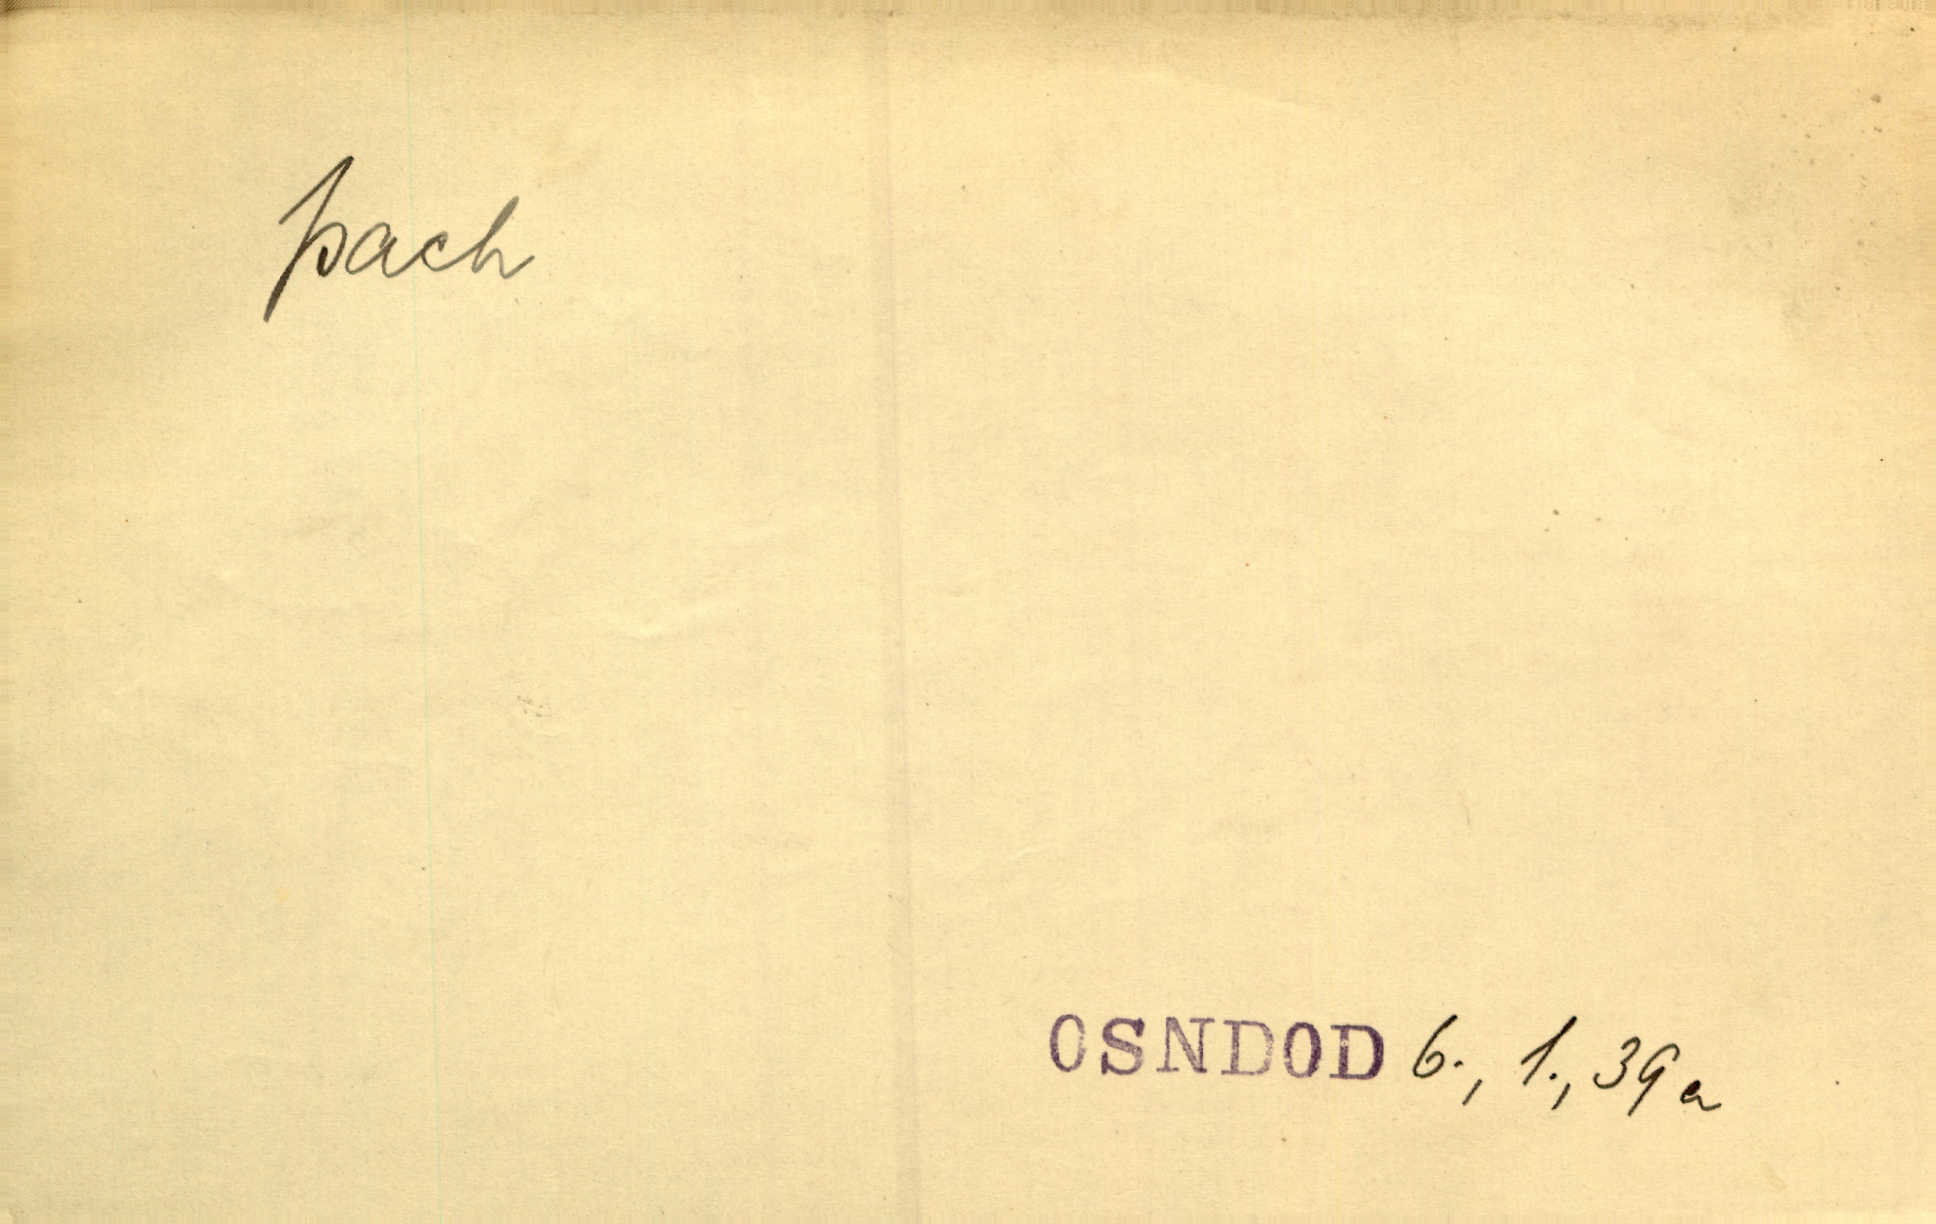 pach
OSNDOD 6., 1., 39a